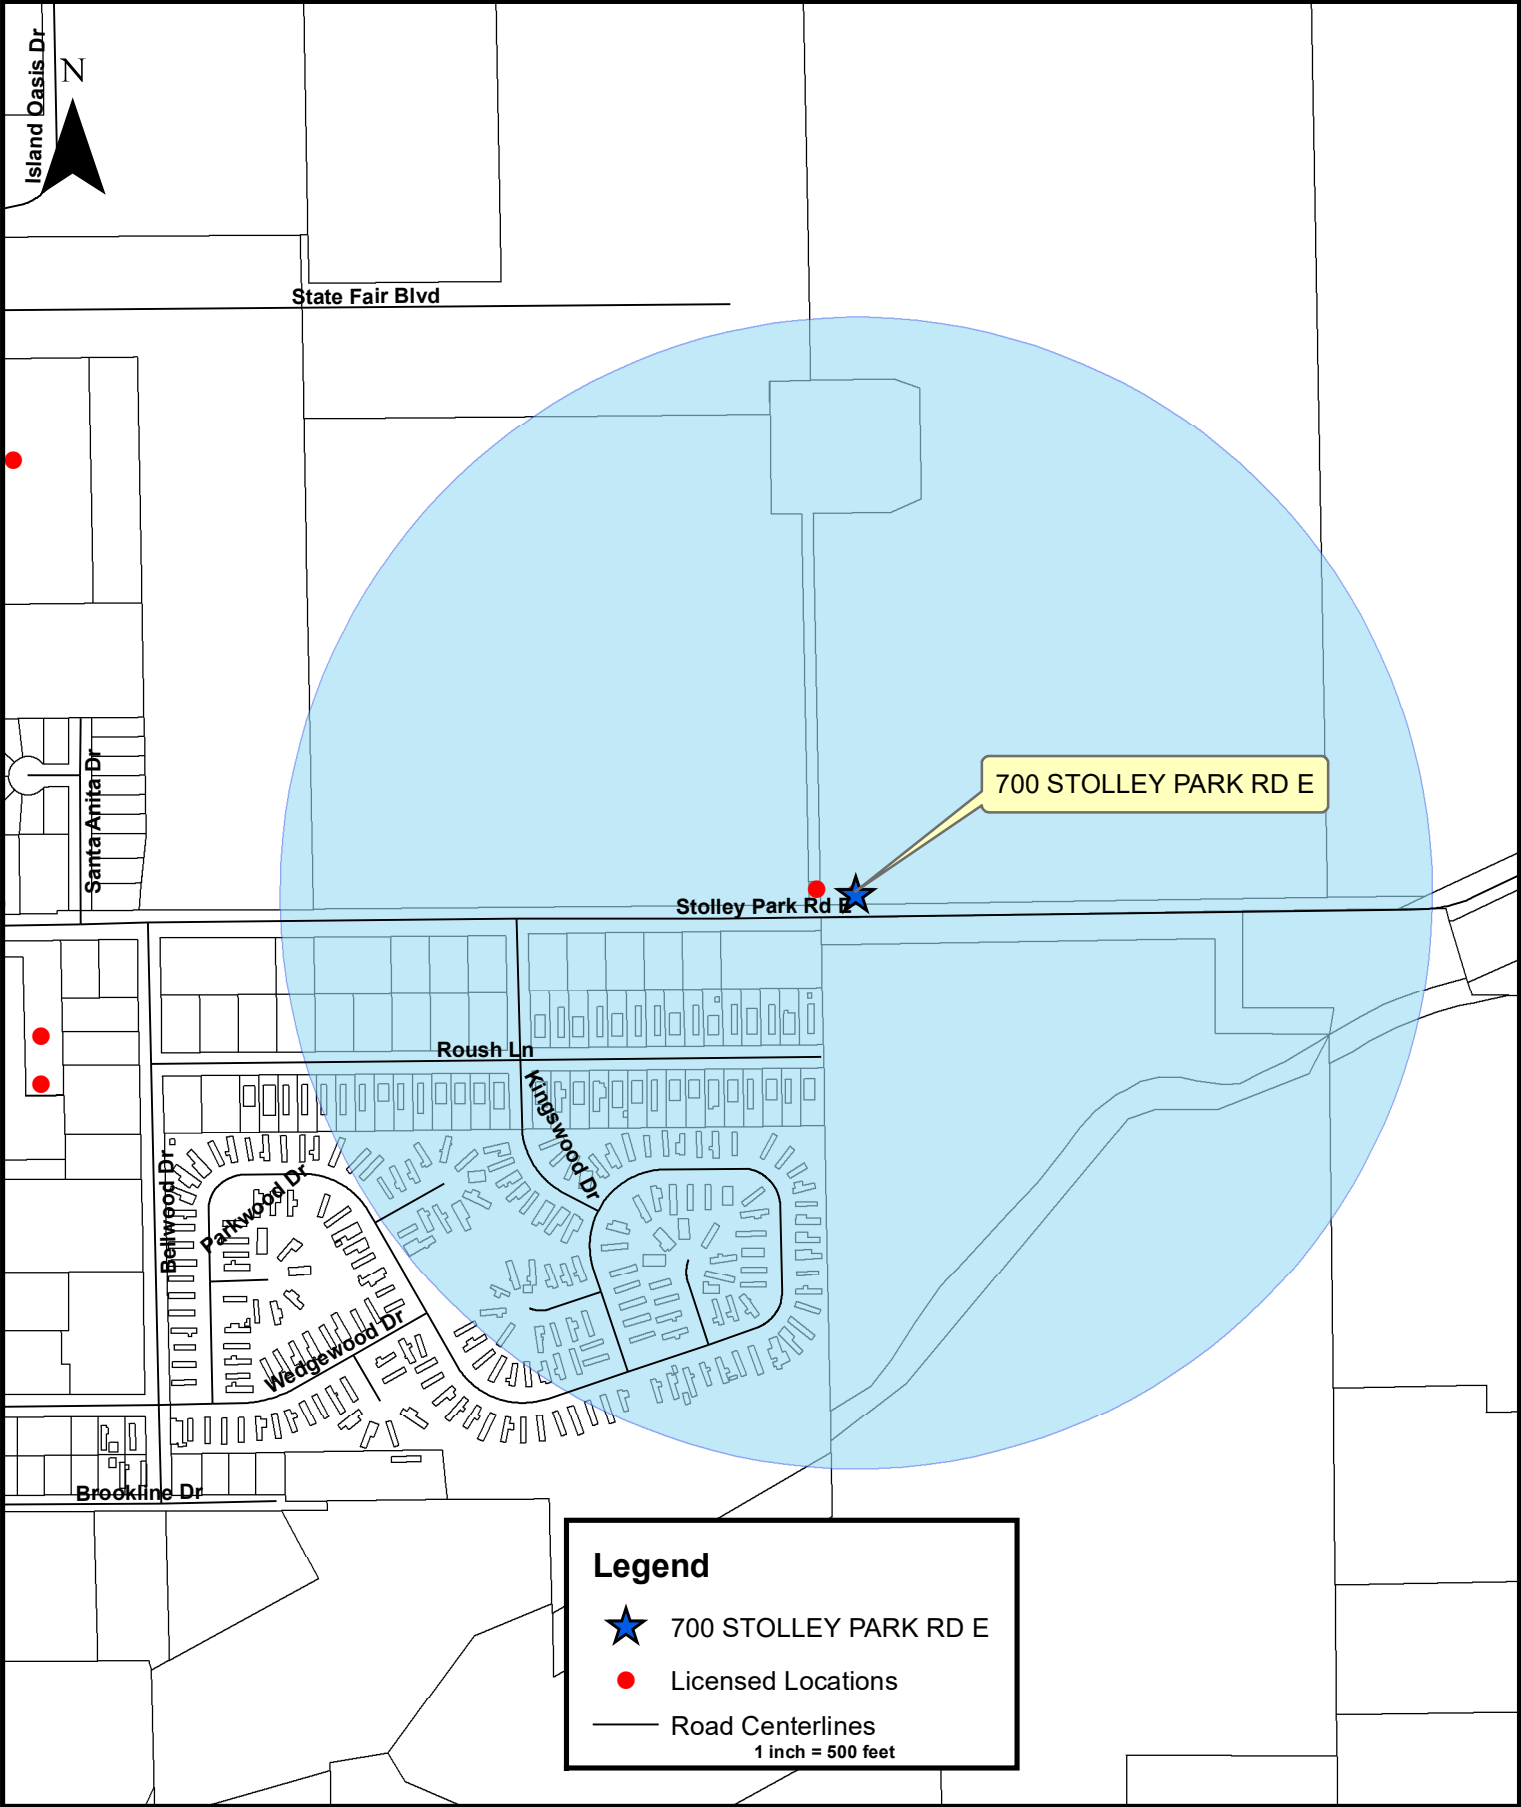 Island Oasis Dr
N
State Fair Blvd
Santa Anita Dr
700 STOLLEY PARK RD E
Stolley Park Rd E
Roush Ln
Kingswood Dr
Bellwood Dr
Parkwood Dr
Wedgewood Dr
Brookline Dr
Legend
700 STOLLEY PARK RD E
Licensed Locations
Road Centerlines
1 inch = 500 feet